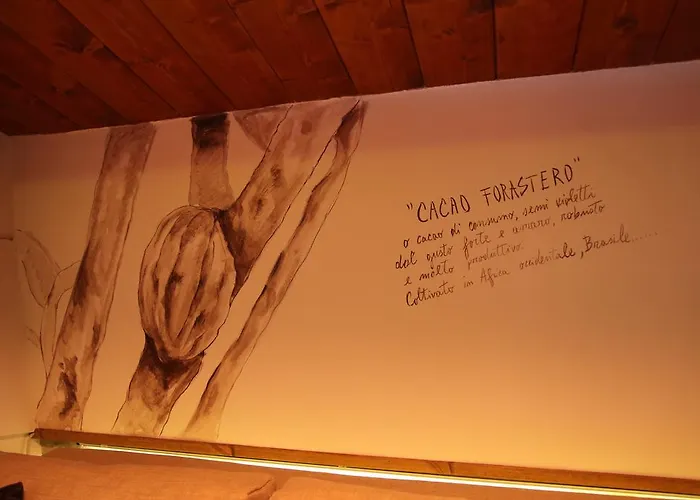 "CACAO FORASTERO"
o cacao di consumo, semi violetti
dal gusto forte e amaro, robusto
e molto produttivo.
Coltivato in Africa occidentale, Brasile......